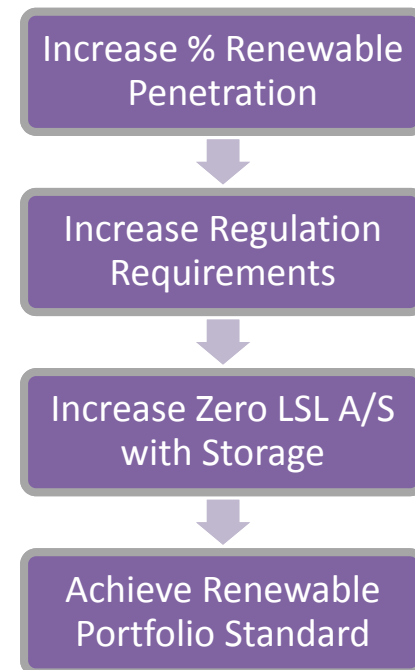 Increase % Renewable
Penetration
Increase Regulation
Requirements
Increase Zero LSL A/S
with Storage
Achieve Renewable
Portfolio Standard